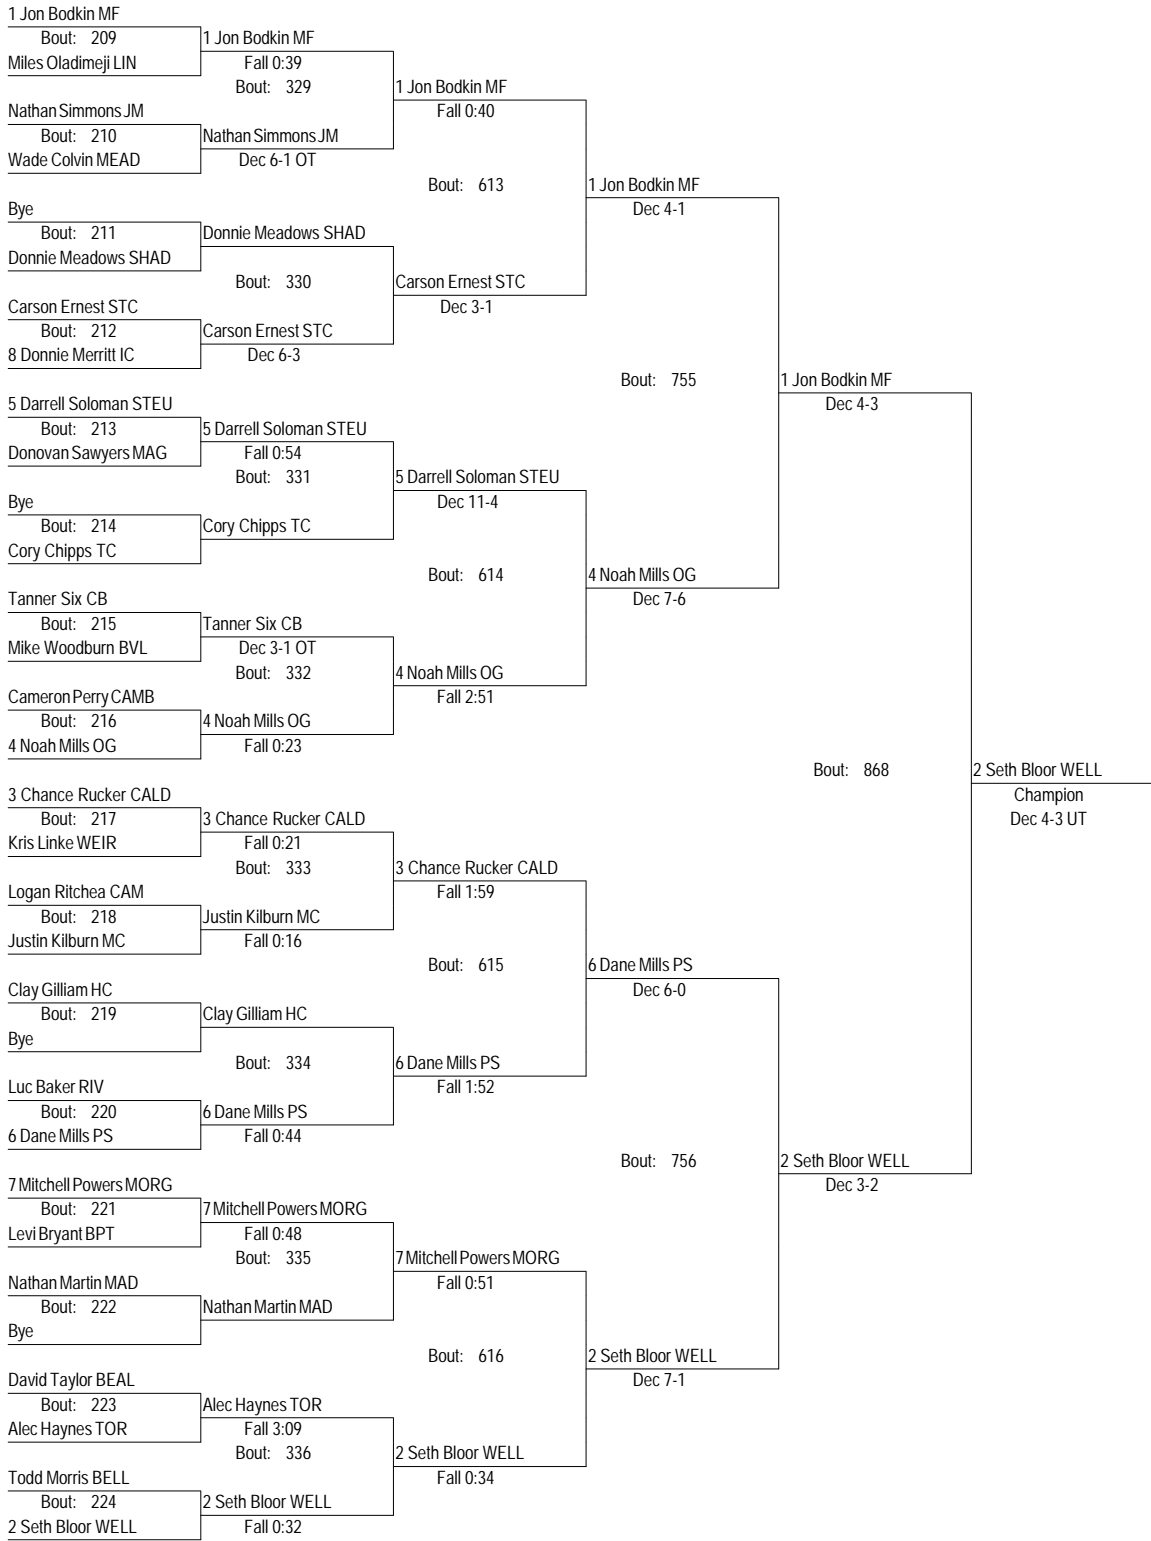 1 Jon Bodkin MF
Bout: 209
Miles Oladimeji LIN
Nathan Simmons JM
Bout: 210
Wade Colvin MEAD
Bye
Bout: 211
Donnie Meadows SHAD
Carson Ernest STC
Bout: 212
8 Donnie Merritt IC
5 Darrell Soloman STEU
Bout: 213
Donovan Sawyers MAG
Bye
Bout: 214
Cory Chipps TC
Tanner Six CB
Bout: 215
Mike Woodburn BVL
Cameron Perry CAMB
Bout: 216
4 Noah Mills OG
3 Chance Rucker CALD
Bout: 217
Kris Linke WEIR
Logan Ritchea CAM
Bout: 218
Justin Kilburn MC
Clay Gilliam HC
Bout: 219
Bye
Luc Baker RIV
Bout: 220
6 Dane Mills PS
7 Mitchell Powers MORG
Bout: 221
Levi Bryant BPT
Nathan Martin MAD
Bout: 222
Bye
David Taylor BEAL
Bout: 223
Alec Haynes TOR
Todd Morris BELL
Bout: 224
2 Seth Bloor WELL
1 Jon Bodkin MF
Fall 0:39
Bout: 329
Nathan Simmons JM
Dec 6-1 OT
Donnie Meadows SHAD
Bout: 330
Carson Ernest STC
Dec 6-3
5 Darrell Soloman STEU
Fall 0:54
Bout: 331
Cory Chipps TC
Tanner Six CB
Dec 3-1 OT
Bout: 332
4 Noah Mills OG
Fall 0:23
3 Chance Rucker CALD
Fall 0:21
Bout: 333
Justin Kilburn MC
Fall 0:16
Clay Gilliam HC
Bout: 334
6 Dane Mills PS
Fall 0:44
7 Mitchell Powers MORG
Fall 0:48
Bout: 335
Nathan Martin MAD
Alec Haynes TOR
Fall 3:09
Bout: 336
2 Seth Bloor WELL
Fall 0:32
1 Jon Bodkin MF
Fall 0:40
Bout: 613
Carson Ernest STC
Dec 3-1
5 Darrell Soloman STEU
Dec 11-4
Bout: 614
4 Noah Mills OG
Fall 2:51
3 Chance Rucker CALD
Fall 1:59
Bout: 615
6 Dane Mills PS
Fall 1:52
7 Mitchell Powers MORG
Fall 0:51
Bout: 616
2 Seth Bloor WELL
Fall 0:34
1 Jon Bodkin MF
Dec 4-1
Bout: 755
4 Noah Mills OG
Dec 7-6
6 Dane Mills PS
Dec 6-0
Bout: 756
2 Seth Bloor WELL
Dec 7-1
1 Jon Bodkin MF
Dec 4-3
Bout: 868
2 Seth Bloor WELL
Dec 3-2
2 Seth Bloor WELL
Champion
Dec 4-3 UT